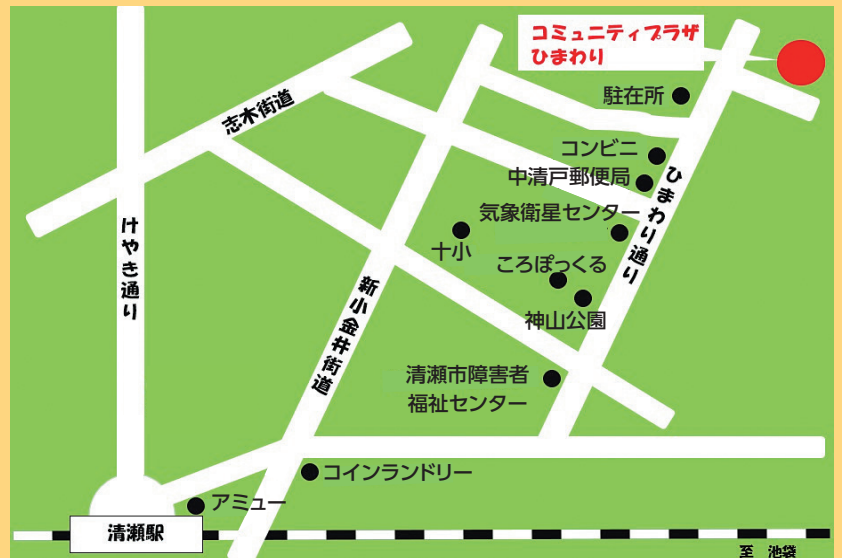 コミュニティプラザ
ひまわり
駐在所
志木街道
コンビニ
中清戸郵便局
ひまわり通り
気象衛星センター
十小
ころぽっくる
けやき通り
新小金井街道
神山公園
清瀬市障害者
福祉センター
コインランドリー
アミュー
清瀬駅
至 池袋